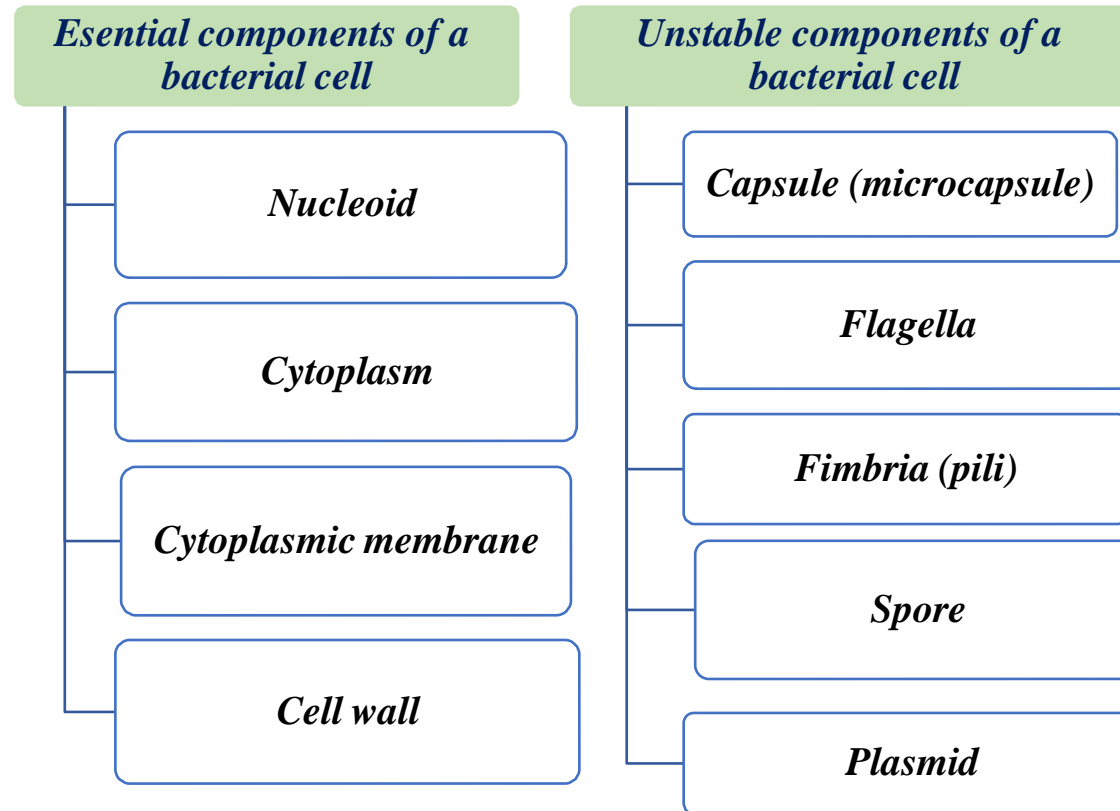 Esential components of a
bacterial cell
Nucleoid
Cytoplasm
Cytoplasmic membrane
Cell wall
Unstable components of a
bacterial cell
Capsule (microcapsule)
Flagella
Fimbria (pili)
Spore
Plasmid